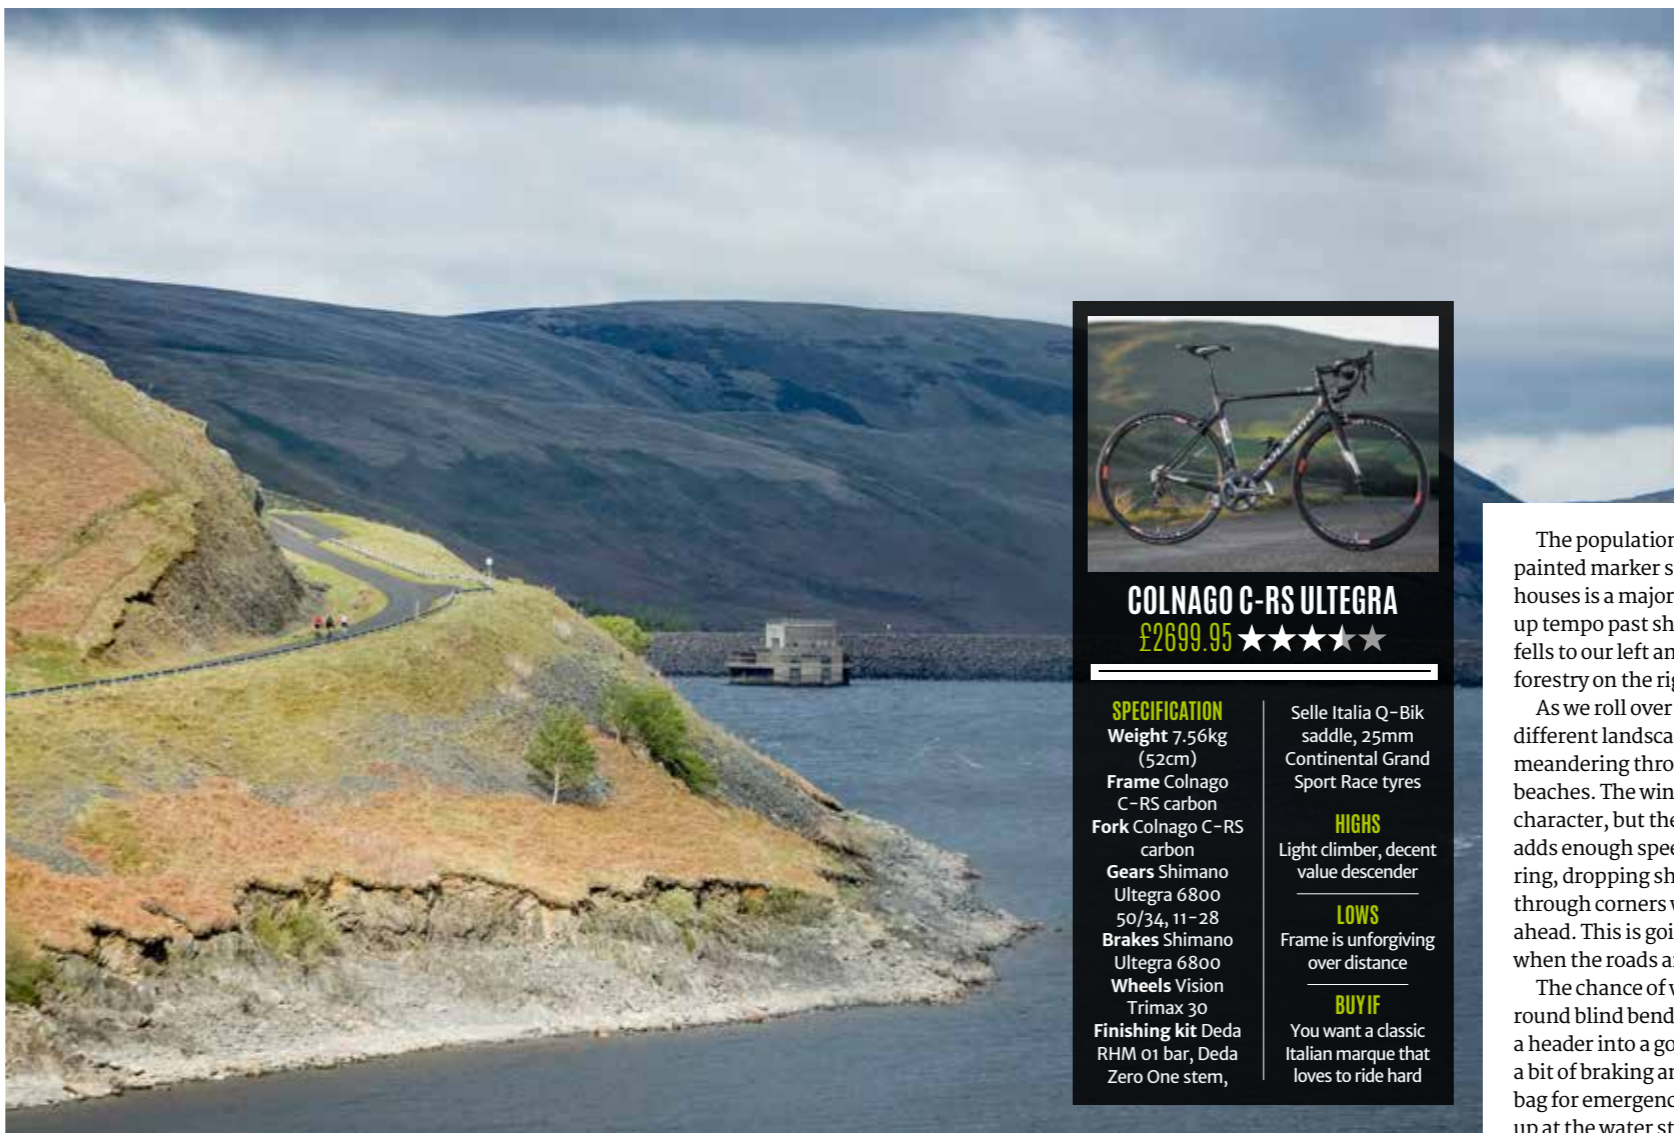 COLNAGO C-RS ULTEGRA
£2699.95
SPECIFICATION
Weight 7.56kg
(52cm)
Frame Colnago
C-RS carbon
Fork Colnago C-RS
carbon
Gears Shimano
Ultegra 6800
50/34, 11-28
Brakes Shimano
Ultegra 6800
Wheels Vision
Trimax 30
Finishing kit Deda
RHM 01 bar, Deda
Zero One stem,
Selle Italia Q-Bik
saddle, 25mm
Continental Grand
Sport Race tyres
HIGHS
Light climber, decent
value descender
LOWS
Frame is unforgiving
over distance
BUY IF
You want a classic
Italian marque that
loves to ride hard
The population
painted marker
houses is a
up tempo past
fells to our left
forestry on the
As we roll over
different
meandering
beaches. The
character, but
adds enough
ring, dropping
through corners
ahead. This is
when the roads
The chance of
round blind
a header into a
a bit of braking
bag for
up at the water